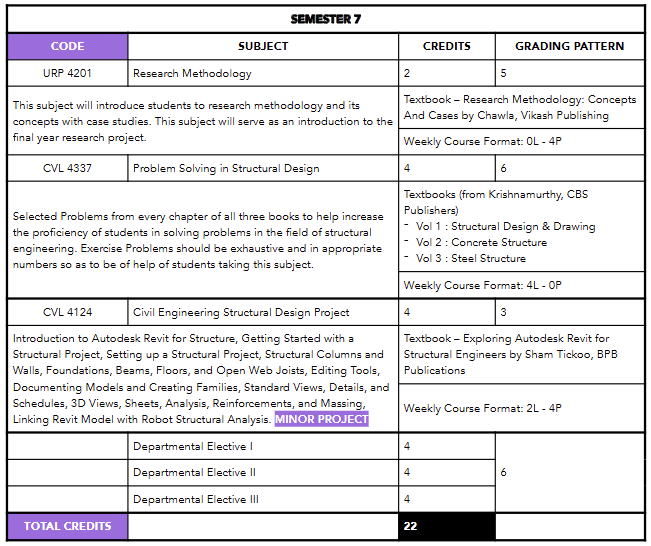 SEMESTER 7
CODE SUBJECT CREDITS GRADING PATTERN
URP 4201 Research Methodology 2 5
This subject will introduce students to research methodology and its
concepts with case studies. This subject will serve as an introduction to the
final year research project.
Textbook – Research Methodology: Concepts
And Cases by Chawla, Vikash Publishing
Weekly Course Format: 0L - 4P
CVL 4337 Problem Solving in Structural Design 4 6
Selected Problems from every chapter of all three books to help increase
the proficiency of students in solving problems in the field of structural
engineering. Exercise Problems should be exhaustive and in appropriate
numbers so as to be of help of students taking this subject.
Textbooks (from Krishnamurthy, CBS
Publishers)
- Vol 1 : Structural Design & Drawing
- Vol 2 : Concrete Structure
- Vol 3 : Steel Structure
Weekly Course Format: 4L - 0P
CVL 4124 Civil Engineering Structural Design Project 4 3
Introduction to Autodesk Revit for Structure, Getting Started with a
Structural Project, Setting up a Structural Project, Structural Columns and
Walls, Foundations, Beams, Floors, and Open Web Joists, Editing Tools,
Documenting Models and Creating Families, Standard Views, Details, and
Schedules, 3D Views, Sheets, Analysis, Reinforcements, and Massing,
Linking Revit Model with Robot Structural Analysis. MINOR PROJECT
Textbook – Exploring Autodesk Revit for
Structural Engineers by Sham Tickoo, BPB
Publications
Weekly Course Format: 2L - 4P
Departmental Elective I 4
Departmental Elective II 4
6
Departmental Elective III 4
TOTAL CREDITS 22